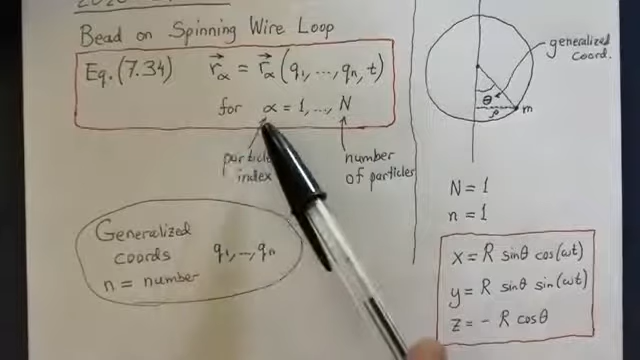 Bead on Spinning Wire Loop
Eq. (7.34) r⃗α = r⃗α (q1, ..., qn, t)
for α = 1, ..., N
index
number
of particles
Generalized
coords q1, .., qn
n = number
generalized
coord.
θ
m
ρ
N = 1
n = 1
x = R sinθ cos(ωt)
y = R sinθ sin(ωt)
z = - R cosθ